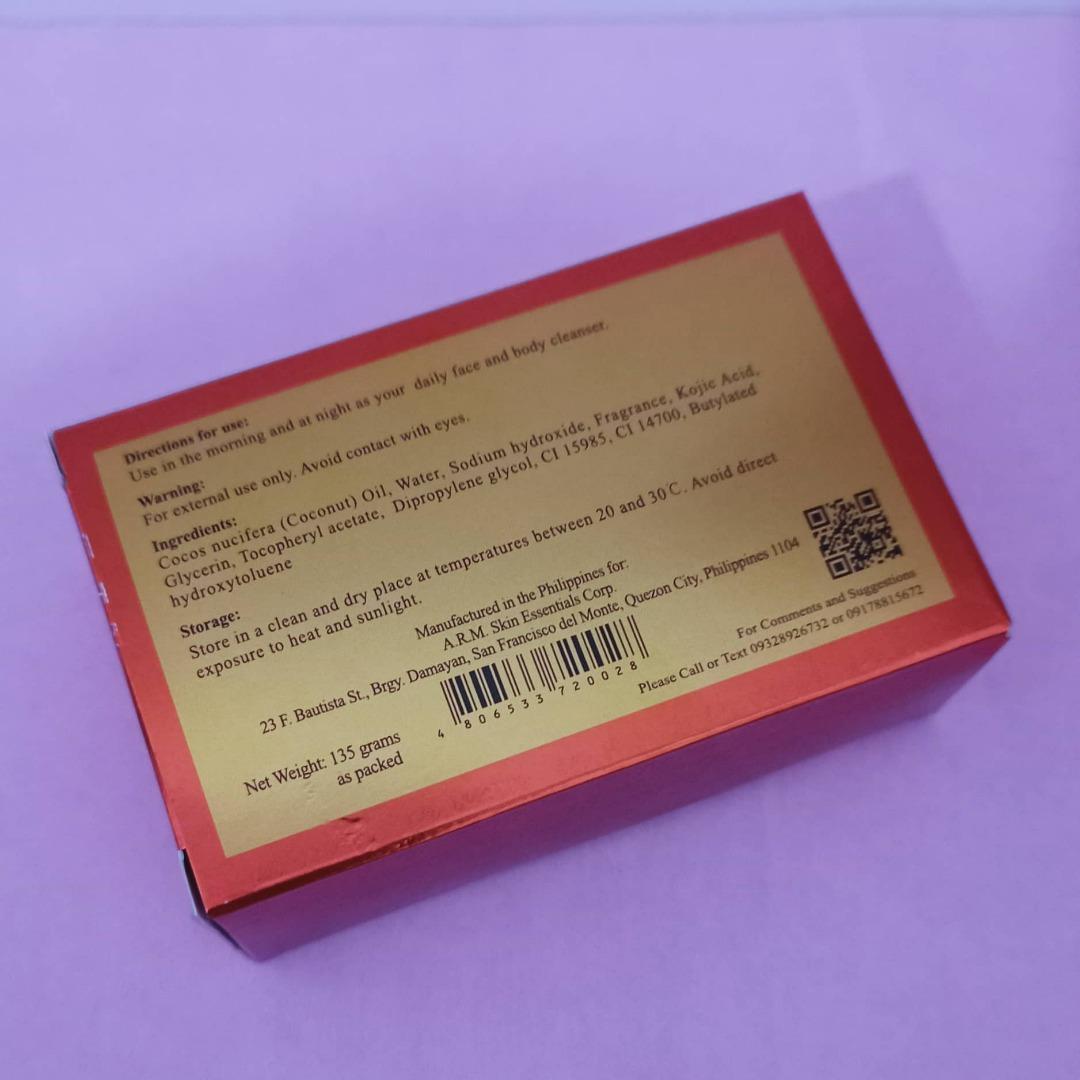 Directions for use:
Use in the morning and at night as your daily face and body cleanser.
Warning:
For external use only. Avoid contact with eyes.
Ingredients:
Cocos nucifera (Coconut) Oil, Water, Sodium hydroxide, Fragrance, Kojic Acid,
Glycerin, Tocopheryl acetate, Dipropylene glycol, CI 15985, CI 14700, Butylated
hydroxytoluene
Storage:
Store in a clean and dry place at temperatures between 20 and 30°C. Avoid direct
exposure to heat and sunlight.
Manufactured in the Philippines for:
A.R.M. Skin Essentials Corp.
23 F. Bautista St., Brgy. Damayan, San Francisco del Monte, Quezon City, Philippines 1104
4 806533 720028
Net Weight: 135 grams
as packed
For Comments and Suggestions
Please Call or Text 09328926732 or 09178815672